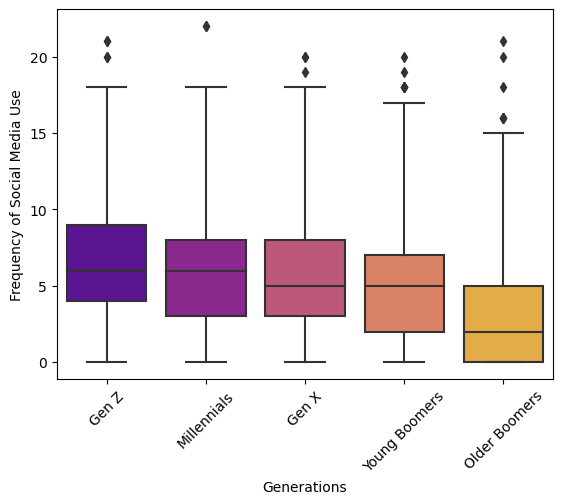 Frequency of Social Media Use
20
15
10
5
0
Gen Z
Millennials
Gen X
Young Boomers
Older Boomers
Generations